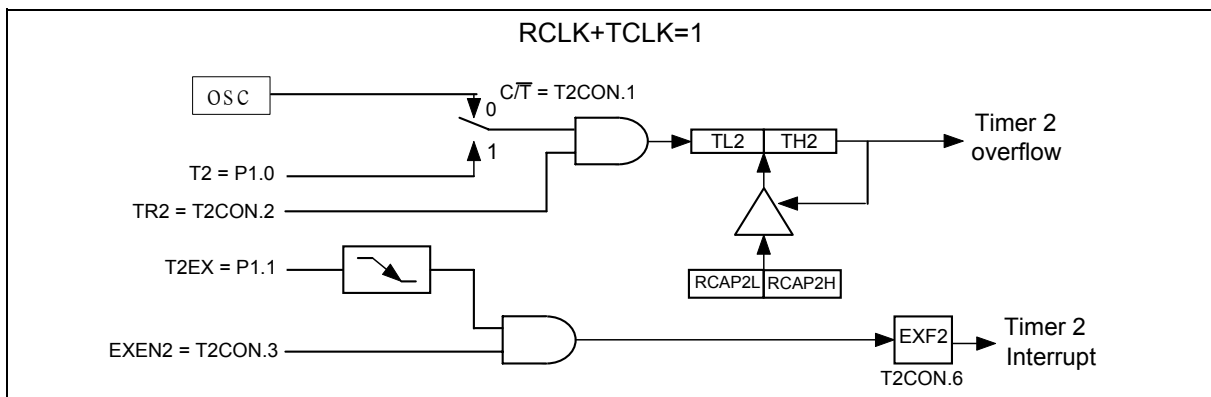 RCLK+TCLK=1
OSC
C/T̅ = T2CON.1
0
1
T2 = P1.0
TR2 = T2CON.2
TL2 TH2
Timer 2
overflow
T2EX = P1.1
RCAP2L RCAP2H
EXEN2 = T2CON.3
EXF2
T2CON.6
Timer 2
Interrupt